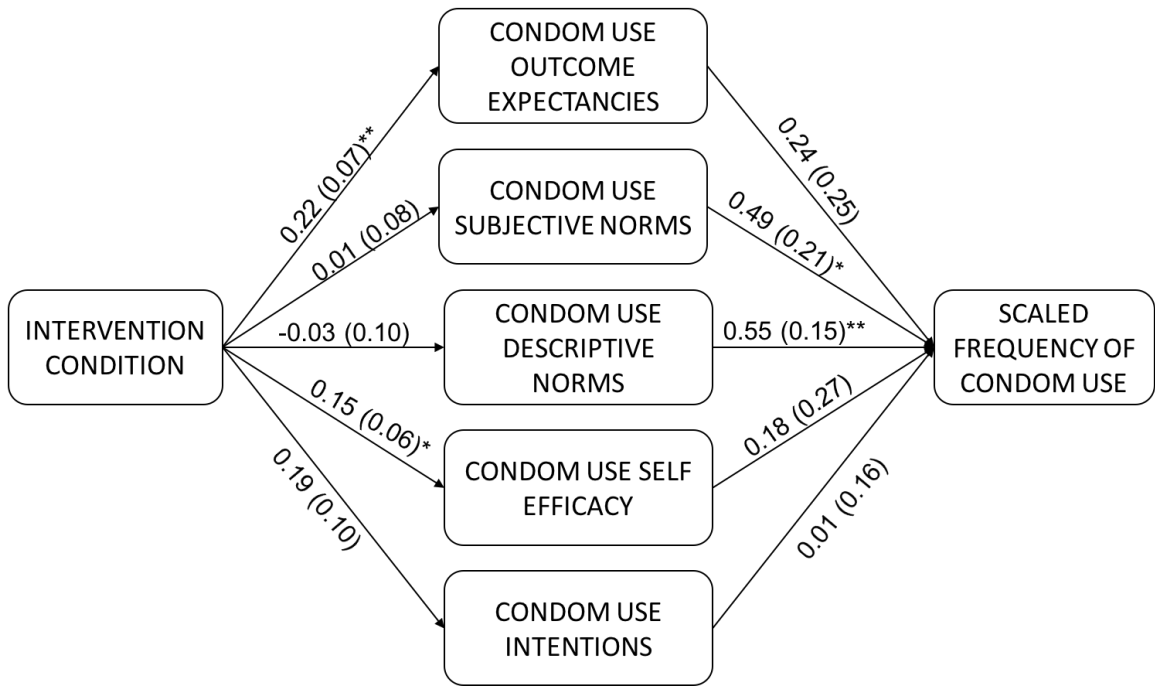 CONDOM USE
OUTCOME
EXPECTANCIES
0.22 (0.07)**
0.24 (0.25)
CONDOM USE
SUBJECTIVE NORMS
0.01 (0.08)
0.49 (0.21)*
INTERVENTION
CONDITION
-0.03 (0.10)
CONDOM USE
DESCRIPTIVE
NORMS
0.55 (0.15)**
SCALED
FREQUENCY OF
CONDOM USE
0.15 (0.06)*
CONDOM USE SELF
EFFICACY
0.18 (0.27)
0.19 (0.10)
CONDOM USE
INTENTIONS
0.01 (0.16)